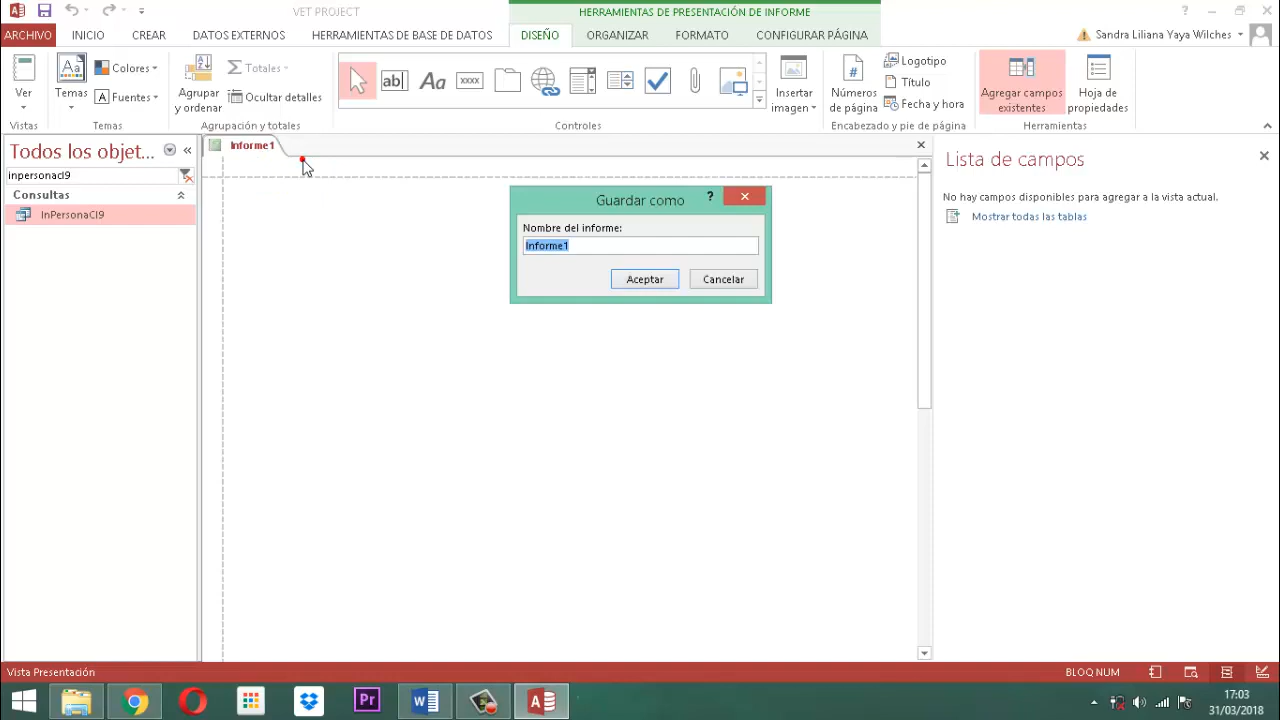 VET PROJECT
HERRAMIENTAS DE PRESENTACIÓN DE INFORME
?
ARCHIVO INICIO CREAR DATOS EXTERNOS HERRAMIENTAS DE BASE DE DATOS DISEÑO ORGANIZAR FORMATO CONFIGURAR PÁGINA
Sandra Liliana Yaya Wilches
Ver
Temas
Aa
Colores
A Fuentes
Agrupar y ordenar
Totales
Ocultar detalles
ab|
Aa
XXXX
Insertar imagen
#
Números de página
Logotipo
Título
Fecha y hora
Agregar campos existentes
Hoja de propiedades
Vistas
Temas
Agrupación y totales
Controles
Encabezado y pie de página
Herramientas
Todos los objet...
inpersonacl9
Consultas
InPersonaCl9
Informe1
Guardar como
?
Nombre del informe:
Informe1
Aceptar
Cancelar
Lista de campos
No hay campos disponibles para agregar a la vista actual.
Mostrar todas las tablas
Vista Presentación
BLOQ NUM
Pr
17:03
31/03/2018